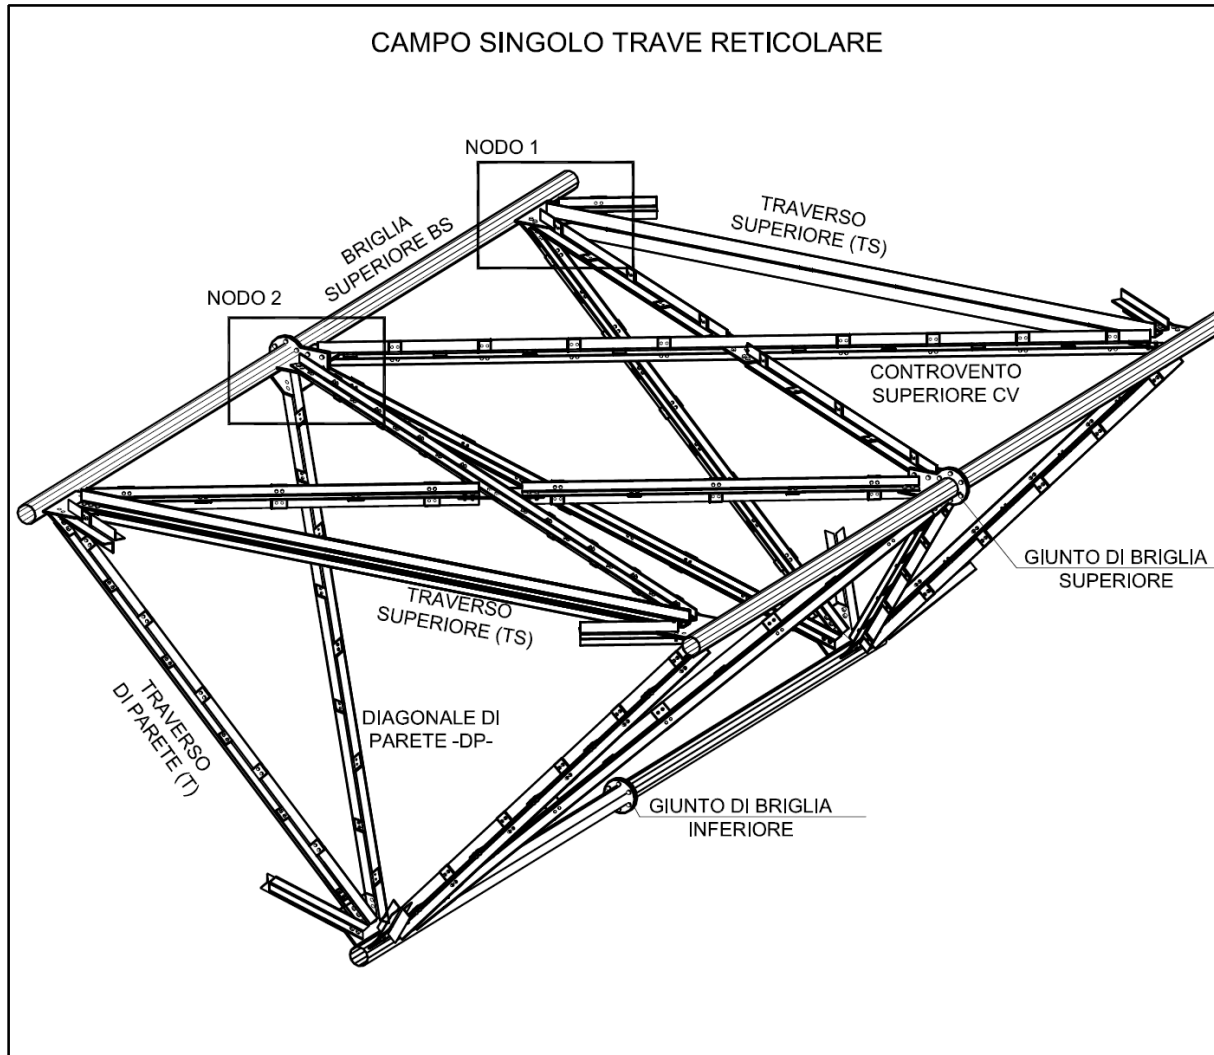 CAMPO SINGOLO TRAVE RETICOLARE
NODO 1
TRAVERSO
SUPERIORE (TS)
BRIGLIA
SUPERIORE BS
NODO 2
CONTROVENTO
SUPERIORE CV
GIUNTO DI BRIGLIA
SUPERIORE
TRAVERSO
SUPERIORE (TS)
TRAVERSO
DI PARETE (T)
DIAGONALE DI
PARETE -DP-
GIUNTO DI BRIGLIA
INFERIORE